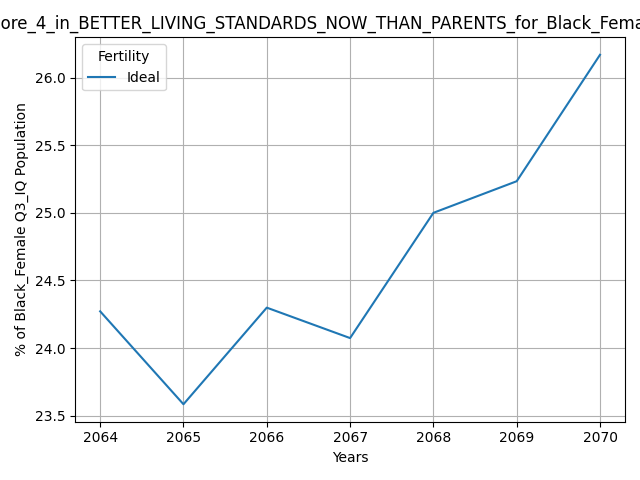 ore_4_in_BETTER_LIVING_STANDARDS_NOW_THAN_PARENTS_for_Black_Fema
Fertility
Ideal
26.0
25.5
25.0
24.5
24.0
23.5
% of Black_Female Q3_IQ Population
2064 2065 2066 2067 2068 2069 2070
Years